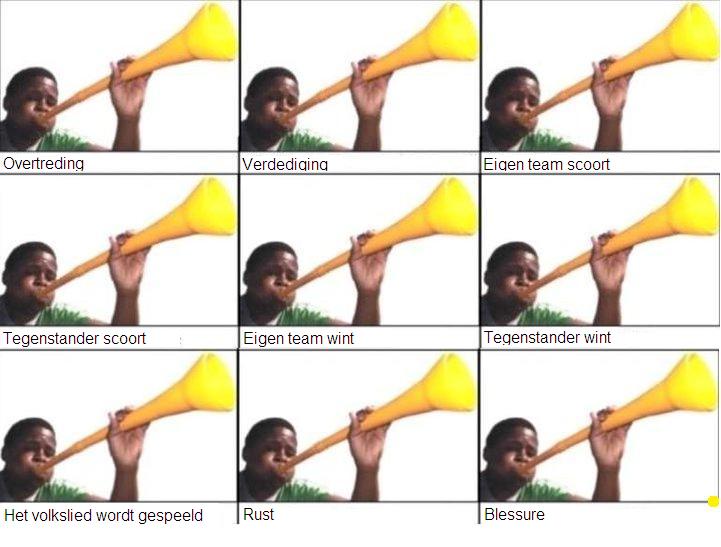 Overtreding
Verdediging
Eigen team scoort
Tegenstander scoort
Eigen team wint
Tegenstander wint
Het volkslied wordt gespeeld
Rust
Blessure